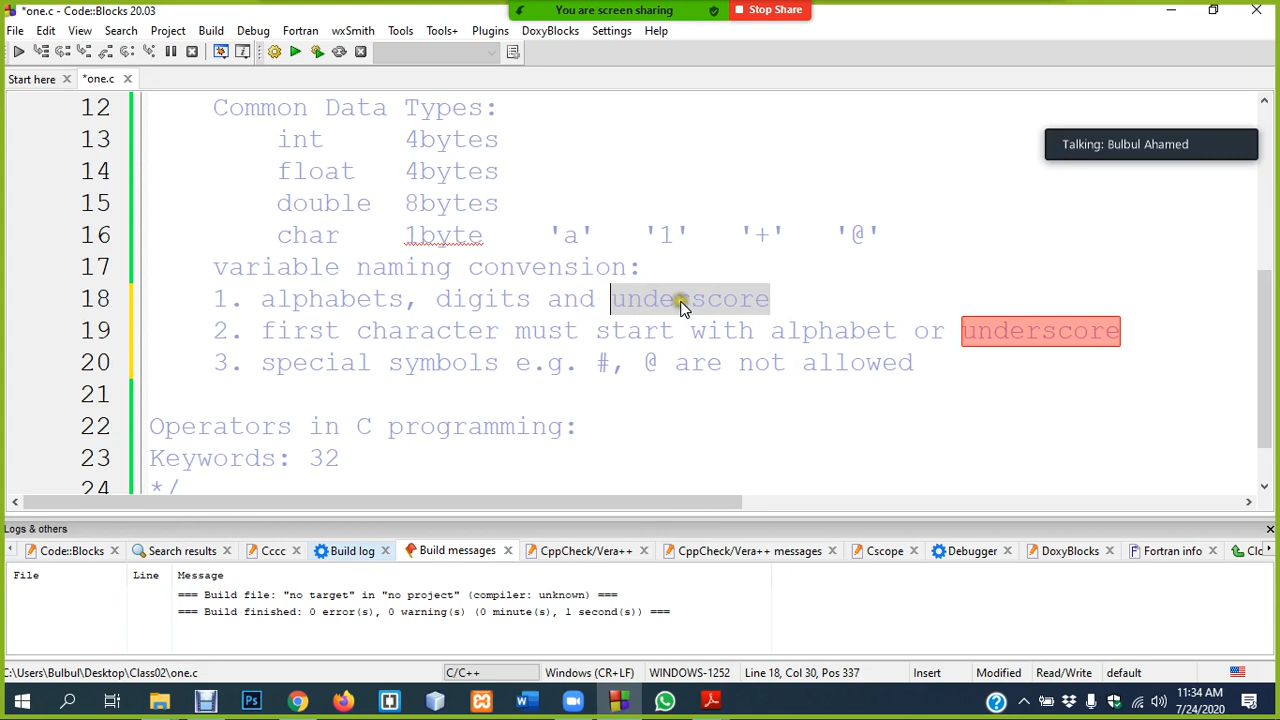 *one.c - Code::Blocks 20.03
You are screen sharing
Stop Share
File Edit View Search Project Build Debug Fortran wxSmith Tools Tools+ Plugins DoxyBlocks Settings Help
Start here *one.c
Talking: Bulbul Ahamed
12 Common Data Types:
13 int 4bytes
14 float 4bytes
15 double 8bytes
16 char 1byte 'a' '1' '+' '@'
17 variable naming convension:
18 1. alphabets, digits and underscore
19 2. first character must start with alphabet or underscore
20 3. special symbols e.g. #, @ are not allowed
21
22 Operators in C programming:
23 Keywords: 32
24 */
Logs & others
Code::Blocks Search results Cccc Build log Build messages CppCheck/Vera++ CppCheck/Vera++ messages Cscope Debugger DoxyBlocks Fortran info Clo
File Line Message
=== Build file: "no target" in "no project" (compiler: unknown) ===
=== Build finished: 0 error(s), 0 warning(s) (0 minute(s), 1 second(s)) ===
C:\Users\Bulbul\Desktop\Class02\one.c C/C++ Windows (CR+LF) WINDOWS-1252 Line 18, Col 30, Pos 337 Insert Modified Read/Write default
11:34 AM
7/24/2020